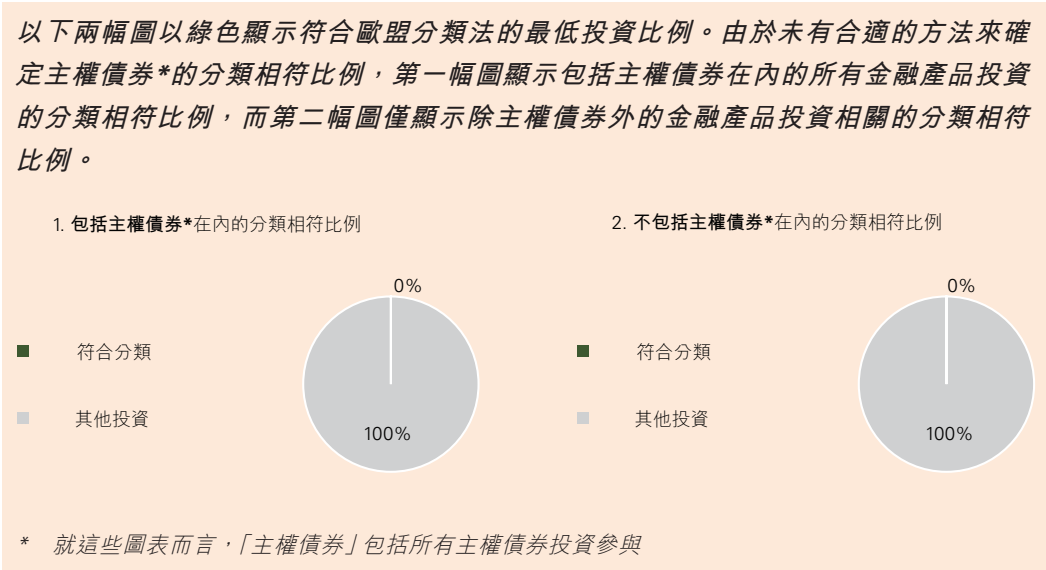 以下兩幅圖以綠色顯示符合歐盟分類法的最低投資比例。由於未有合適的方法來確
定主權債券*的分類相符比例，第一幅圖顯示包括主權債券在內的所有金融產品投資
的分類相符比例，而第二幅圖僅顯示除主權債券外的金融產品投資相關的分類相符
比例。
1. 包括主權債券*在內的分類相符比例
0%
符合分類
其他投資
100%
2. 不包括主權債券*在內的分類相符比例
0%
符合分類
其他投資
100%
* 就這些圖表而言，「主權債券」包括所有主權債券投資參與